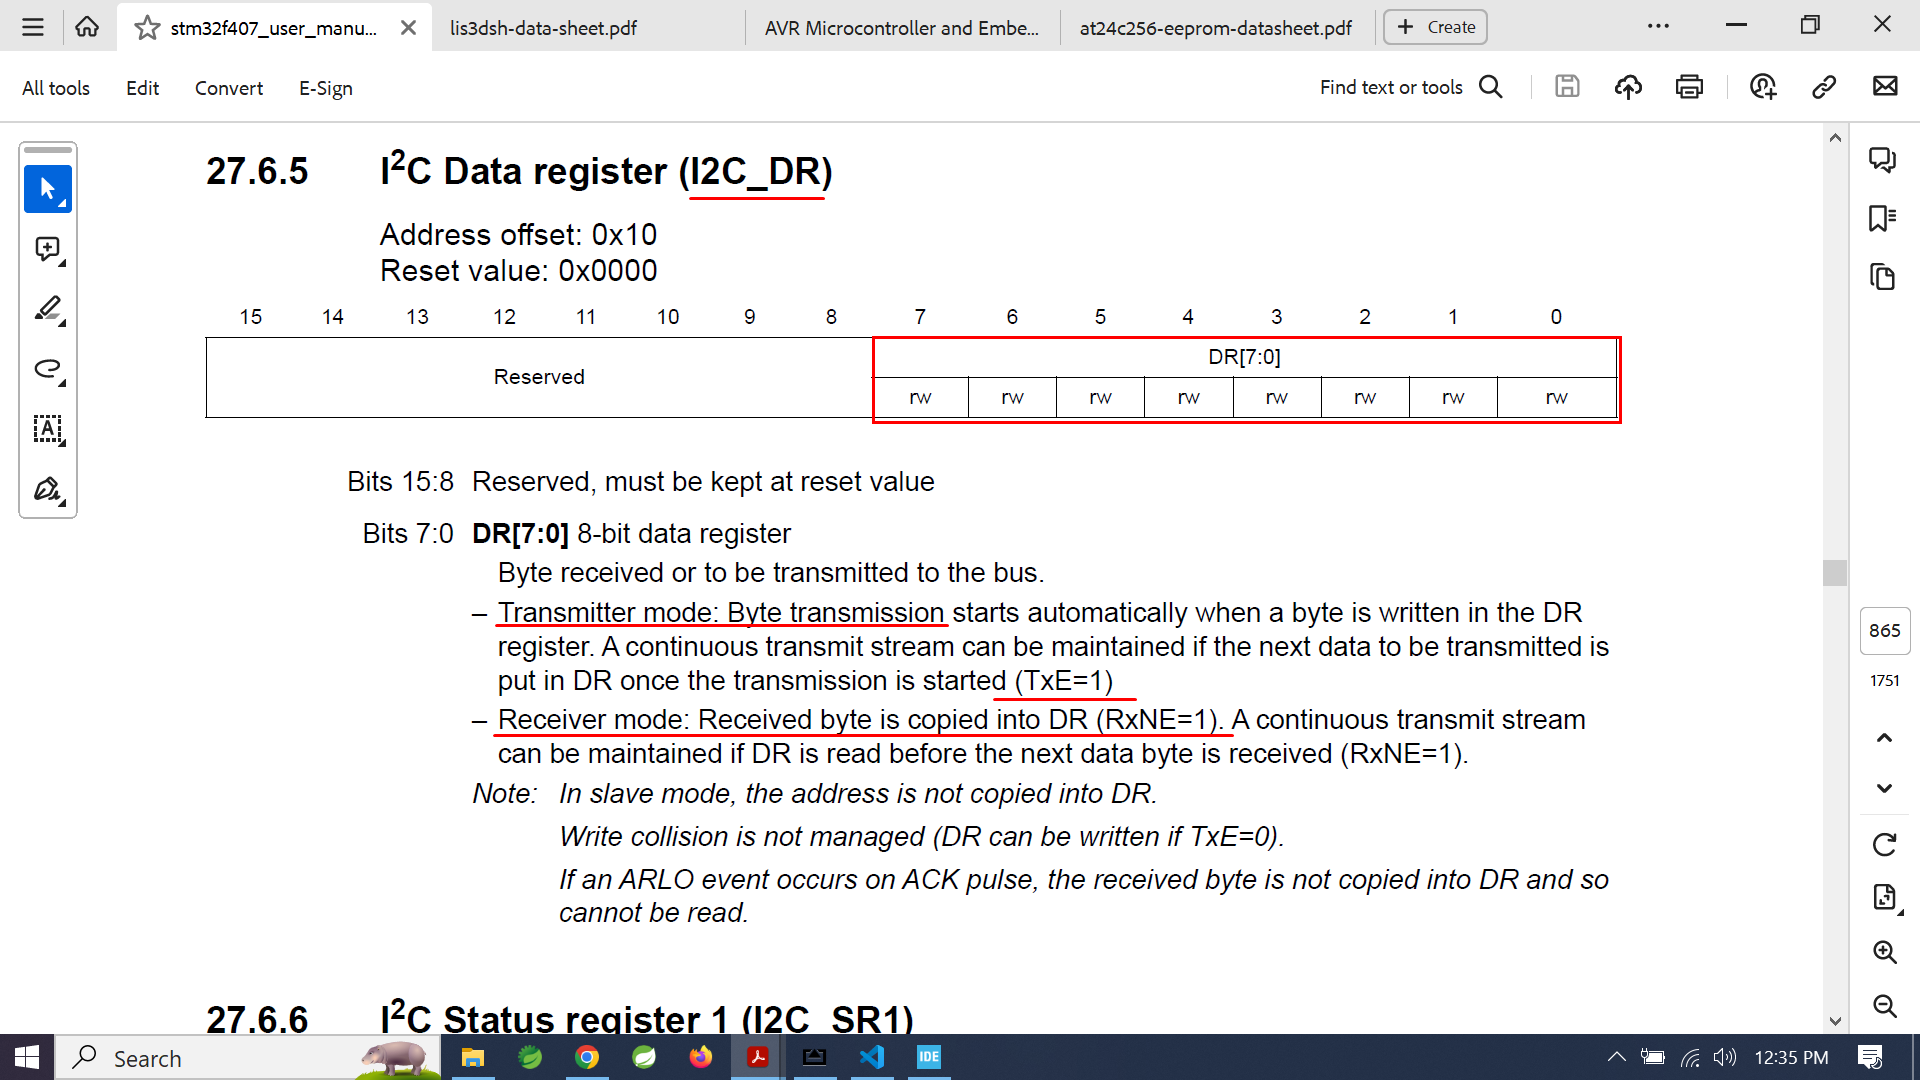 stm32f407_user_manu...
lis3dsh-data-sheet.pdf
AVR Microcontroller and Embe...
at24c256-eeprom-datasheet.pdf
Create
All tools
Edit
Convert
E-Sign
Find text or tools
27.6.5 I2C Data register (I2C_DR)
Address offset: 0x10
Reset value: 0x0000
15 14 13 12 11 10 9 8 7 6 5 4 3 2 1 0
Reserved
DR[7:0]
rw rw rw rw rw rw rw rw
Bits 15:8 Reserved, must be kept at reset value
Bits 7:0 DR[7:0] 8-bit data register
Byte received or to be transmitted to the bus.
– Transmitter mode: Byte transmission starts automatically when a byte is written in the DR
register. A continuous transmit stream can be maintained if the next data to be transmitted is
put in DR once the transmission is started (TxE=1)
– Receiver mode: Received byte is copied into DR (RxNE=1). A continuous transmit stream
can be maintained if DR is read before the next data byte is received (RxNE=1).
Note: In slave mode, the address is not copied into DR.
Write collision is not managed (DR can be written if TxE=0).
If an ARLO event occurs on ACK pulse, the received byte is not copied into DR and so
cannot be read.
27.6.6 I2C Status register 1 (I2C_SR1)
865
1751
Search
IDE
12:35 PM